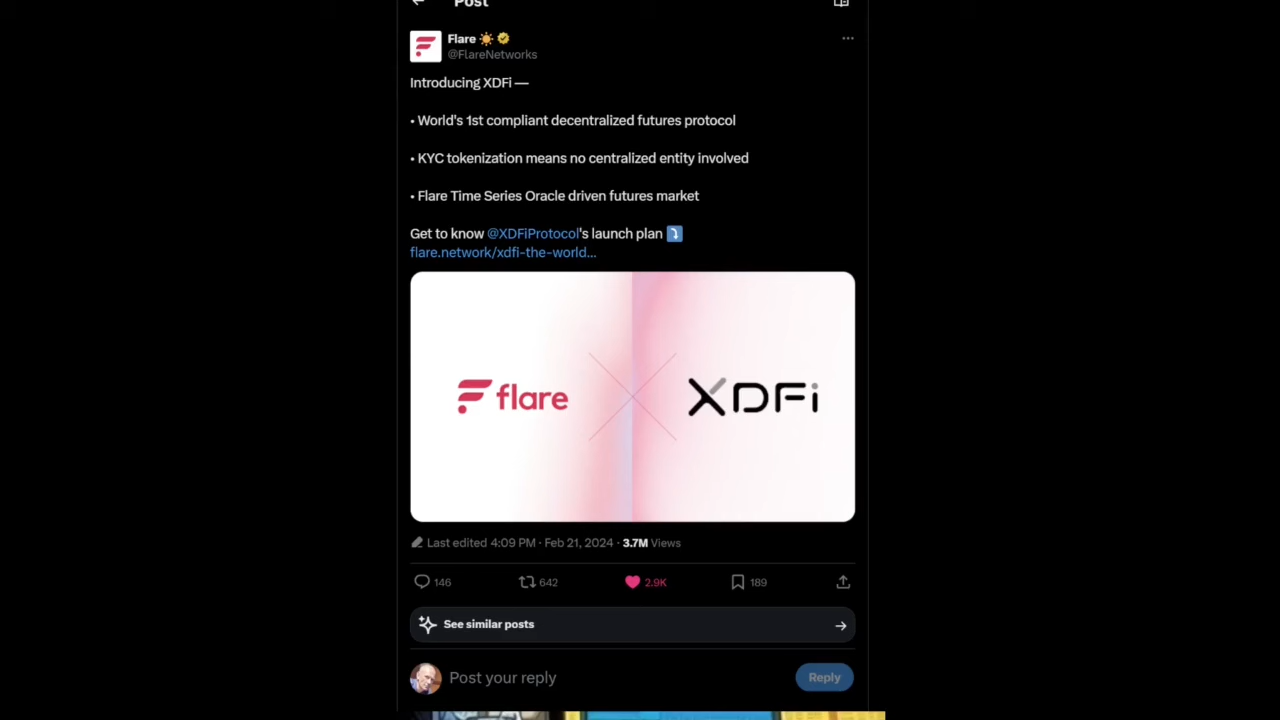 Post
Flare
@FlareNetworks
Introducing XDFi —
• World's 1st compliant decentralized futures protocol
• KYC tokenization means no centralized entity involved
• Flare Time Series Oracle driven futures market
Get to know @XDFiProtocol's launch plan
flare.network/xdfi-the-world...
flare
XDFi
Last edited 4:09 PM · Feb 21, 2024 · 3.7M Views
146
642
2.9K
189
See similar posts
Post your reply
Reply